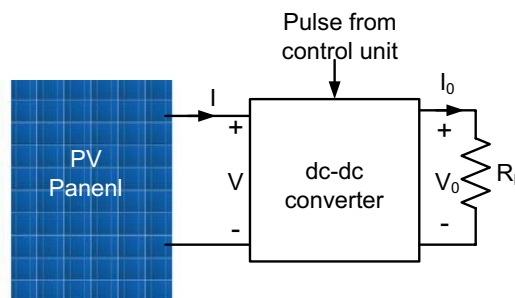 Pulse from
control unit
I
I0
+
+
PV
Panenl
V
dc-dc
converter
V0
-
-